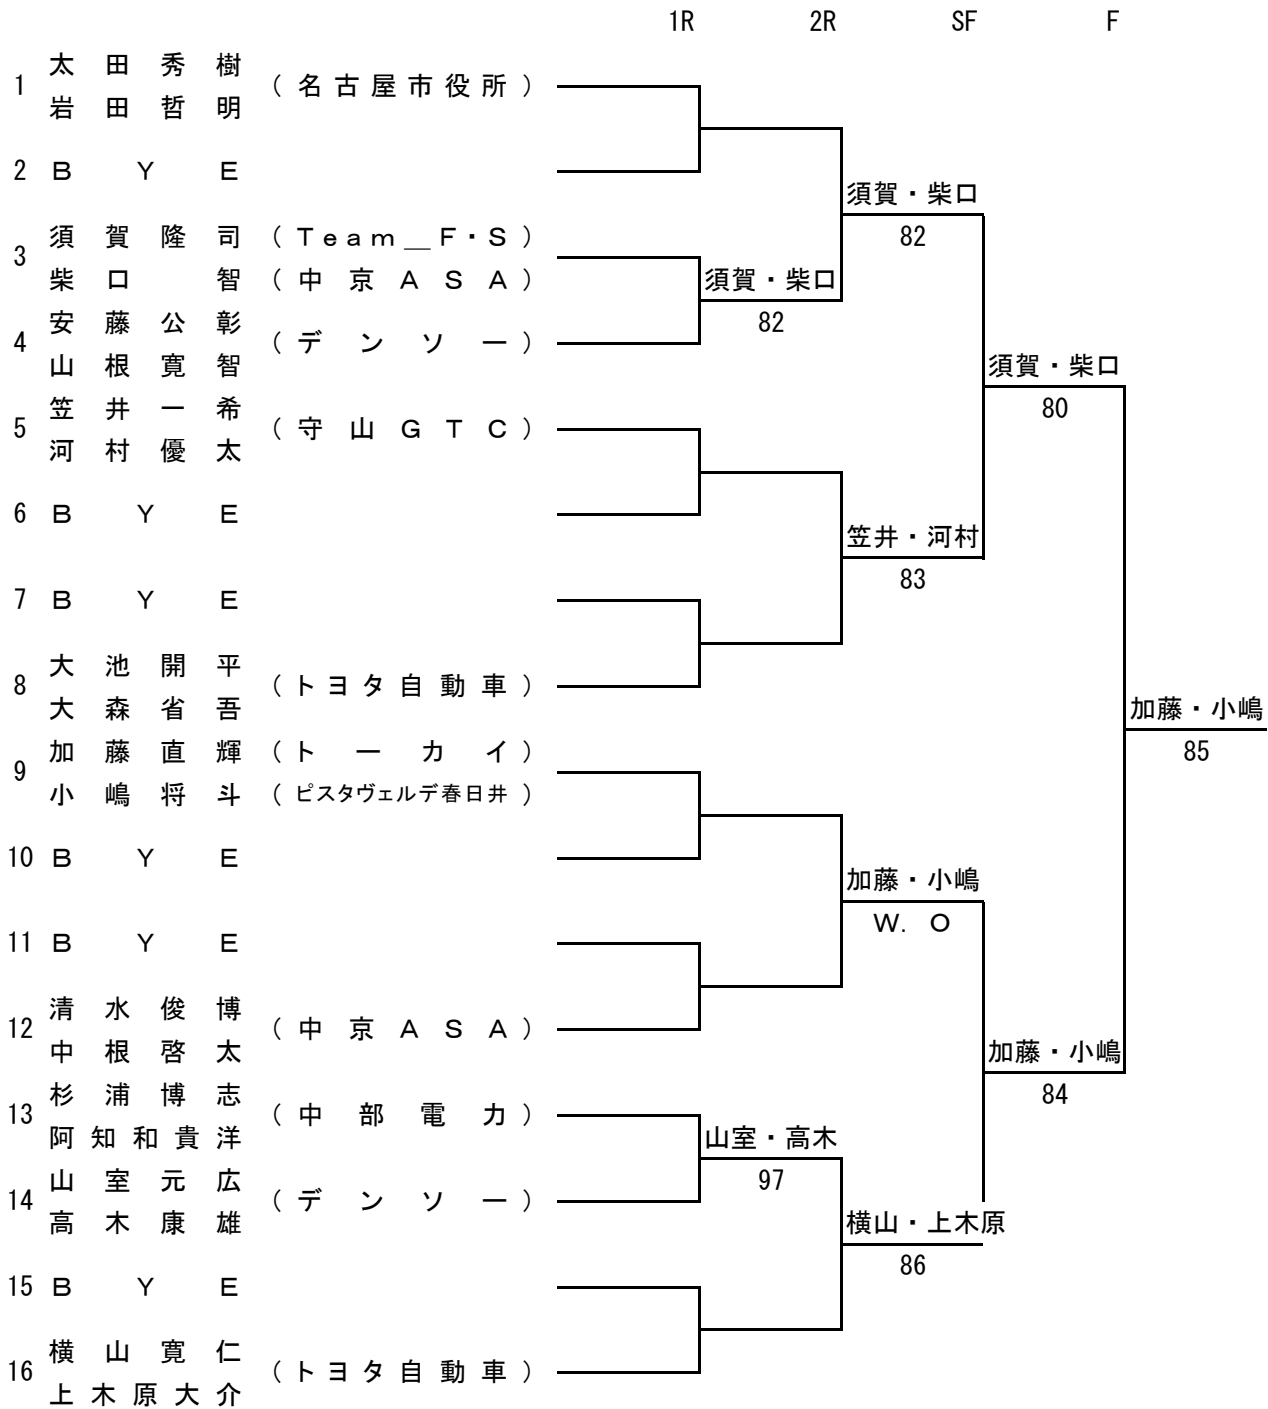 1R 2R SF F
太田秀樹
1 (名古屋市役所)
岩田哲明
2 BYE
須賀・柴口
82
須賀隆司 (Team＿F・S)
3
柴口智 (中京ASA)
須賀・柴口
82
安藤公彰
4 (デンソー)
山根寛智
須賀・柴口
80
笠井一希
5 (守山GTC)
河村優太
6 BYE
笠井・河村
83
7 BYE
大池開平
8 (トヨタ自動車)
大森省吾
加藤・小嶋
85
加藤直輝 (トーカイ)
9
小嶋将斗 (ピスタヴェルデ春日井)
10 BYE
加藤・小嶋
W.O
11 BYE
清水俊博
12 (中京ASA)
中根啓太
加藤・小嶋
84
杉浦博志
13 (中部電力)
阿知和貴洋
山室・高木
97
山室元広
14 (デンソー)
高木康雄
横山・上木原
86
15 BYE
横山寛仁
16 (トヨタ自動車)
上木原大介